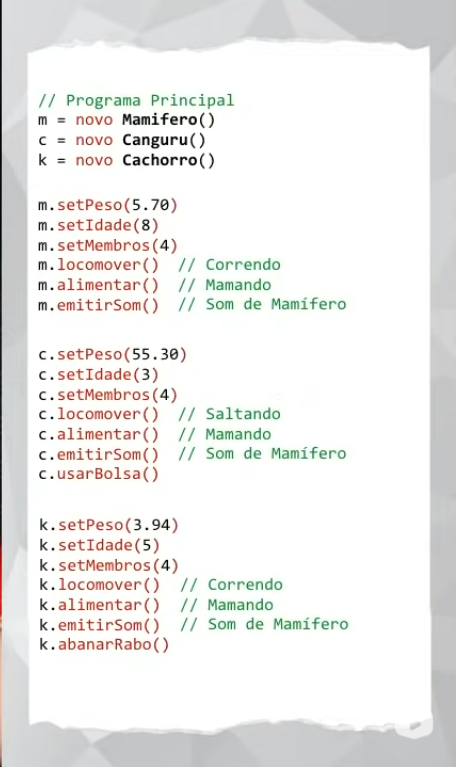 // Programa Principal
m = novo Mamifero()
c = novo Canguru()
k = novo Cachorro()
m.setPeso(5.70)
m.setIdade(8)
m.setMembros(4)
m.locomover() // Correndo
m.alimentar() // Mamando
m.emitirSom() // Som de Mamífero
c.setPeso(55.30)
c.setIdade(3)
c.setMembros(4)
c.locomover() // Saltando
c.alimentar() // Mamando
c.emitirSom() // Som de Mamífero
c.usarBolsa()
k.setPeso(3.94)
k.setIdade(5)
k.setMembros(4)
k.locomover() // Correndo
k.alimentar() // Mamando
k.emitirSom() // Som de Mamífero
k.abanarRabo()